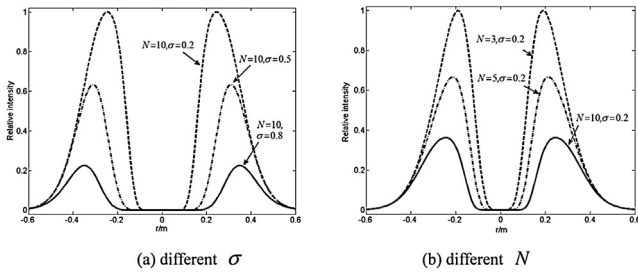 (a)
1
0.8
0.6
0.4
0.2
0
Relative intensity
N=10,σ=0.2
N=10,σ=0.5
N=10,
σ=0.8
-0.6 -0.4 -0.2 0 0.2 0.4 0.6
r/m
(a) different σ
(b)
1
0.8
0.6
0.4
0.2
0
Relative intensity
N=3,σ=0.2
N=5,σ=0.2
N=10,σ=0.2
-0.6 -0.4 -0.2 0 0.2 0.4 0.6
r/m
(b) different N